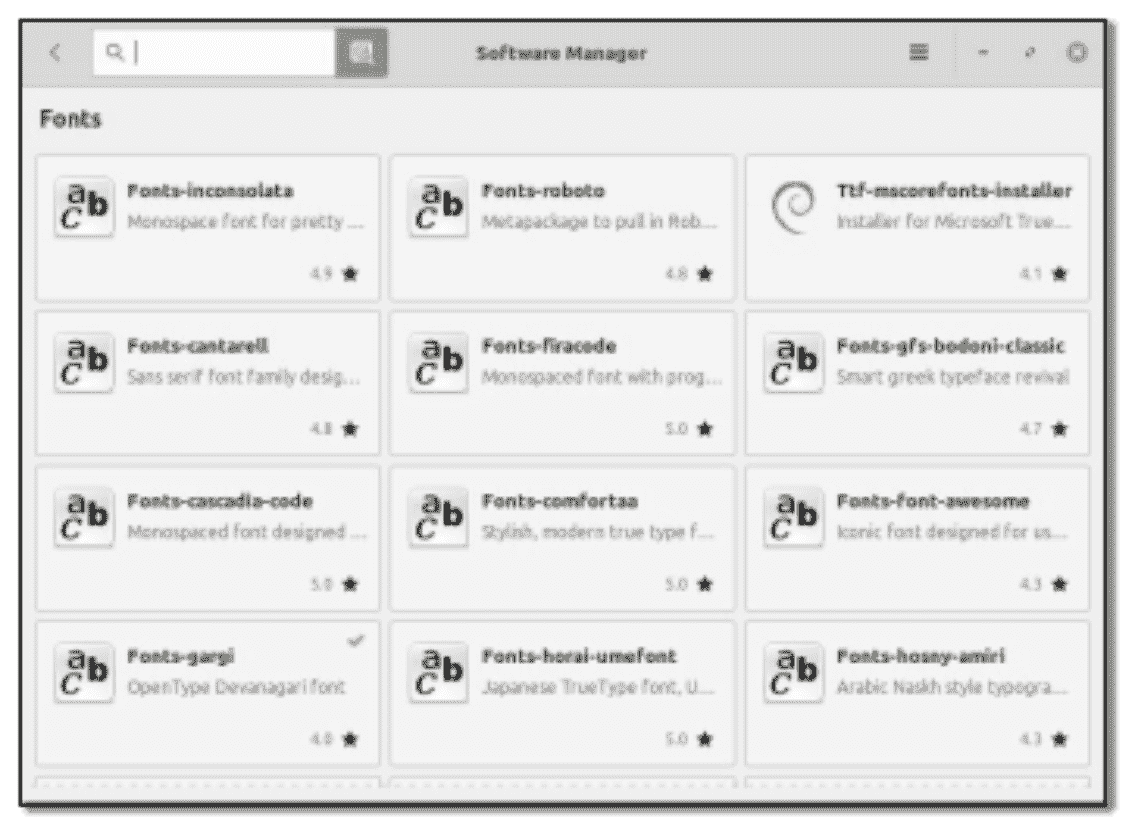 Software Manager
Fonts
Fonts-inconsolata
Monospace font for pretty ...
4.9
Fonts-roboto
Metapackage to pull in Rob...
4.8
Ttf-mscorefonts-installer
Installer for Microsoft True...
4.1
Fonts-cantarell
Sans serif font family desig...
4.8
Fonts-firacode
Monospaced font with prog...
5.0
Fonts-gfs-bodoni-classic
Smart greek typeface revival
4.7
Fonts-cascadia-code
Monospaced font designed ...
5.0
Fonts-comfortaa
Stylish, modern true type f...
5.0
Fonts-font-awesome
Iconic font designed for us...
4.3
Fonts-gargi
OpenType Devanagari font
4.0
Fonts-horai-umefont
Japanese TrueType font, U...
5.0
Fonts-hosny-amiri
Arabic Naskh style typogra...
4.3